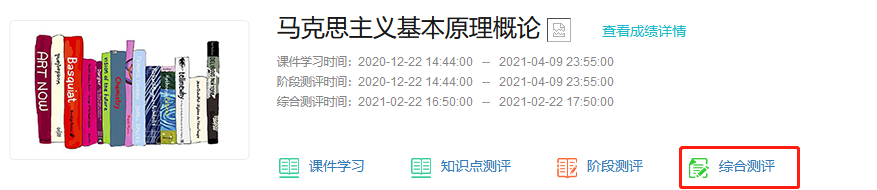 马克思主义基本原理概论
查看成绩详情
课件学习时间：2020-12-22 14:44:00 -- 2021-04-09 23:55:00
阶段测评时间：2020-12-22 14:44:00 -- 2021-04-09 23:55:00
综合测评时间：2021-02-22 16:50:00 -- 2021-02-22 17:50:00
课件学习
知识点测评
阶段测评
综合测评
ART NOW
Basquiat
vision of the future
Chemistry